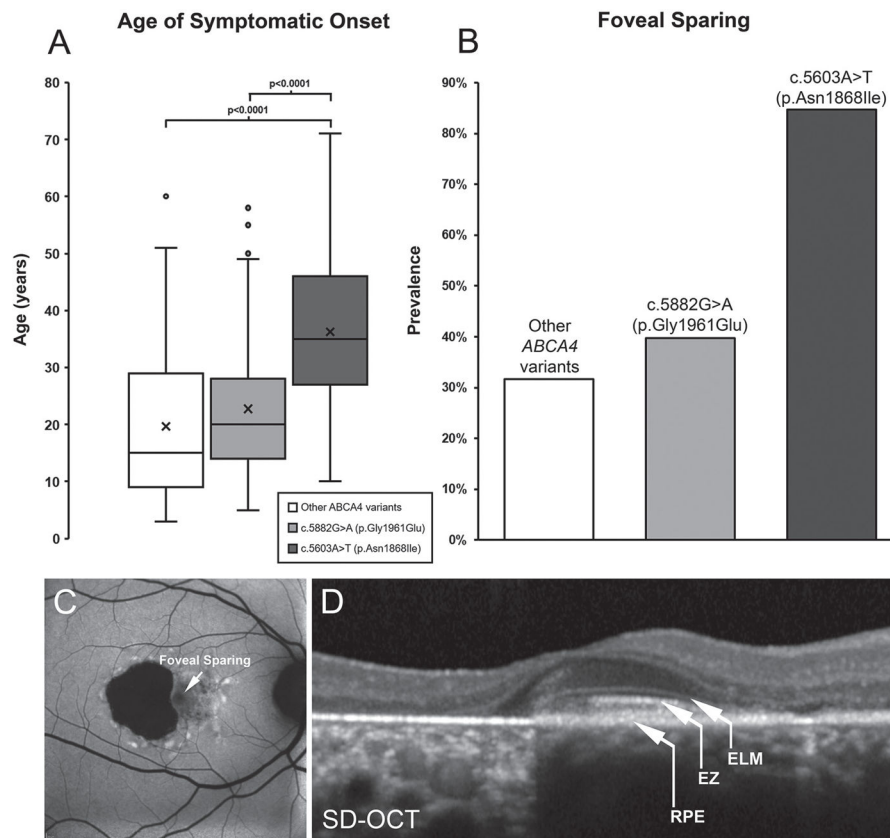 A
Age of Symptomatic Onset
80
70
60
50
40
30
20
10
0
Age (years)
p<0.0001
p<0.0001
Other ABCA4 variants
c.5882G>A (p.Gly1961Glu)
c.5603A>T (p.Asn1868Ile)
B
Foveal Sparing
90%
80%
70%
60%
50%
40%
30%
20%
10%
0%
Prevalence
Other
ABCA4
variants
c.5882G>A
(p.Gly1961Glu)
c.5603A>T
(p.Asn1868Ile)
C
Foveal Sparing
D
ELM
EZ
RPE
SD-OCT